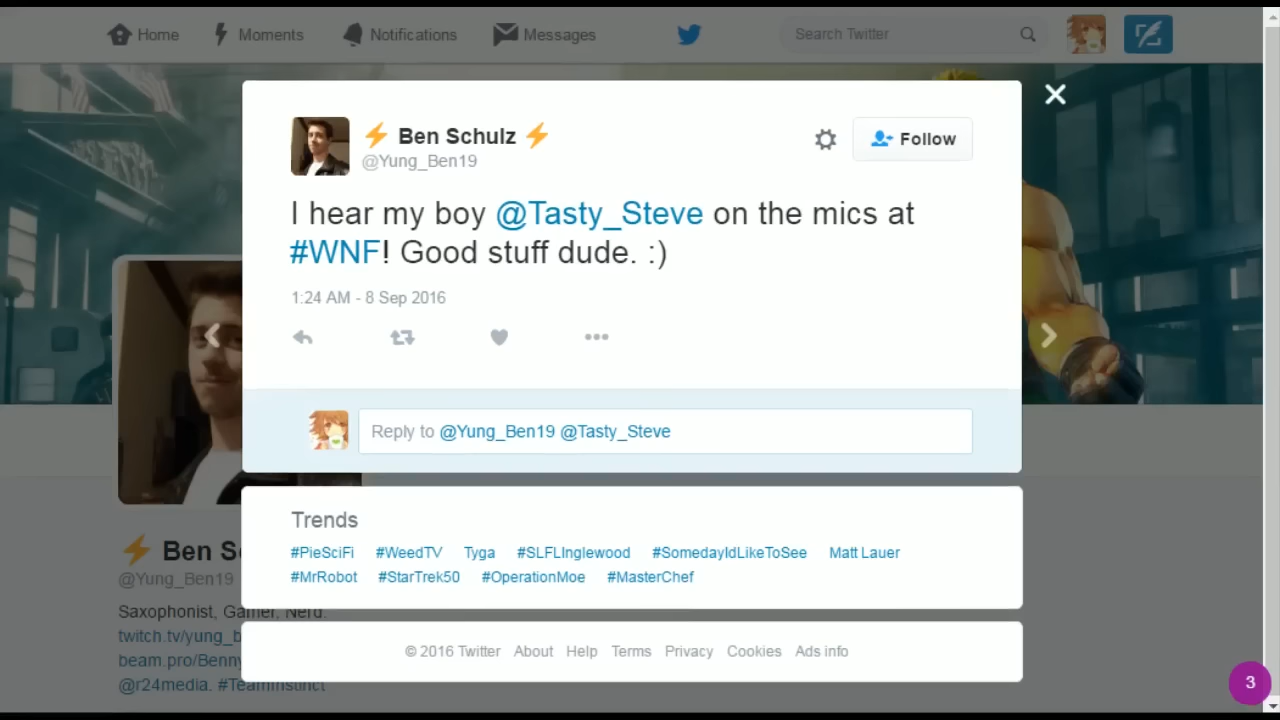 Home Moments Notifications Messages Search Twitter
⚡ Ben Schulz ⚡
@Yung_Ben19
Follow
I hear my boy @Tasty_Steve on the mics at
#WNF! Good stuff dude. :)
1:24 AM - 8 Sep 2016
Reply to @Yung_Ben19 @Tasty_Steve
Trends
#PieSciFi #WeedTV Tyga #SLFLInglewood #SomedayIdLikeToSee Matt Lauer
#MrRobot #StarTrek50 #OperationMoe #MasterChef
© 2016 Twitter About Help Terms Privacy Cookies Ads info
⚡ Ben S
@Yung_Ben19
Saxophonist, Gamer, Nerd.
twitch.tv/yung_b
beam.pro/Benny
@r24media. #TeamInstinct
3